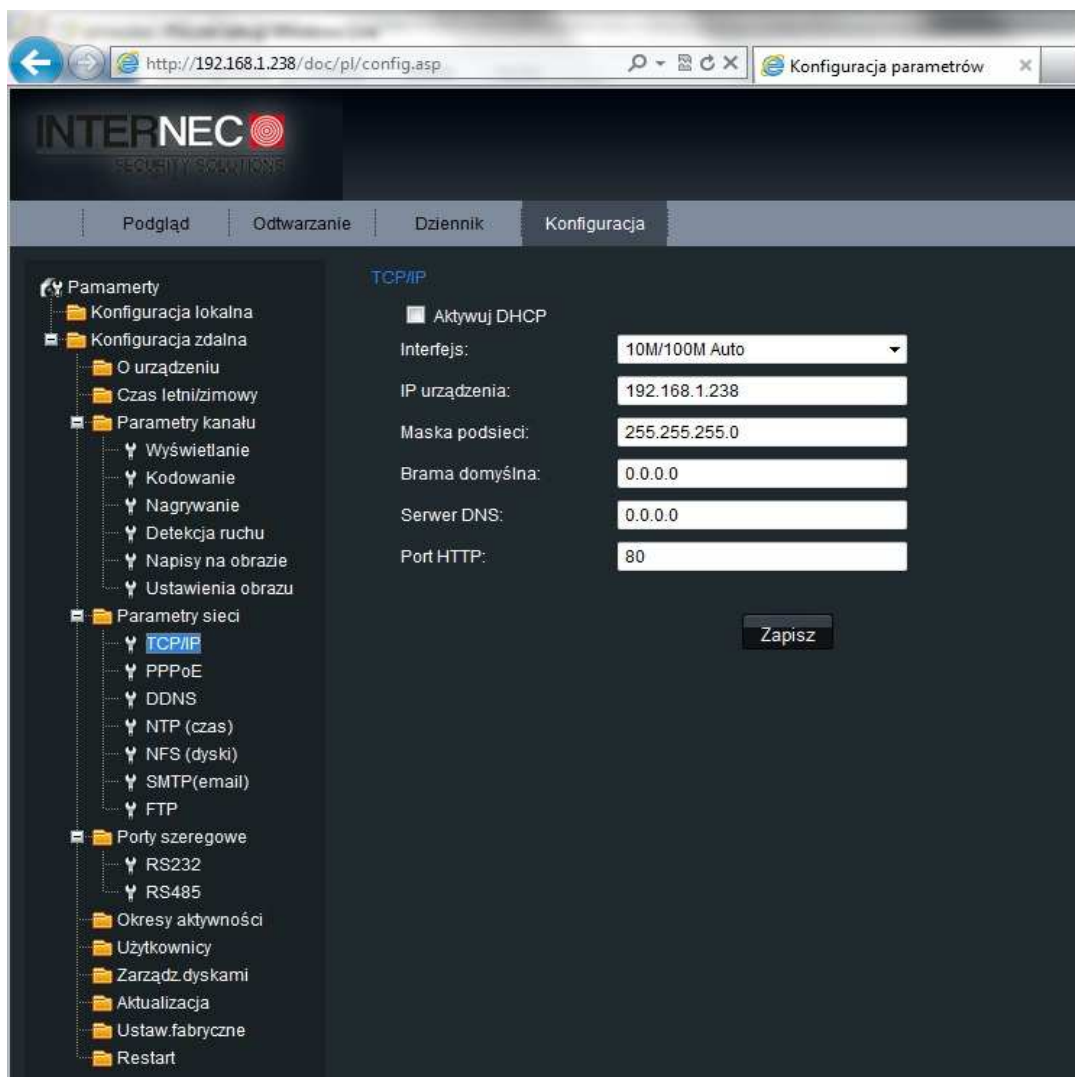 http://192.168.1.238/doc/pl/config.asp
Konfiguracja parametrów
INTERNEC
SECURITY SOLUTIONS
Podgląd
Odtwarzanie
Dziennik
Konfiguracja
Pamamerty
Konfiguracja lokalna
Konfiguracja zdalna
O urządzeniu
Czas letni/zimowy
Parametry kanału
Wyświetlanie
Kodowanie
Nagrywanie
Detekcja ruchu
Napisy na obrazie
Ustawienia obrazu
Parametry sieci
TCP/IP
PPPoE
DDNS
NTP (czas)
NFS (dyski)
SMTP(email)
FTP
Porty szeregowe
RS232
RS485
Okresy aktywności
Użytkownicy
Zarządz.dyskami
Aktualizacja
Ustaw.fabryczne
Restart
TCP/IP
Aktywuj DHCP
Interfejs: 10M/100M Auto
IP urządzenia: 192.168.1.238
Maska podsieci: 255.255.255.0
Brama domyślna: 0.0.0.0
Serwer DNS: 0.0.0.0
Port HTTP: 80
Zapisz